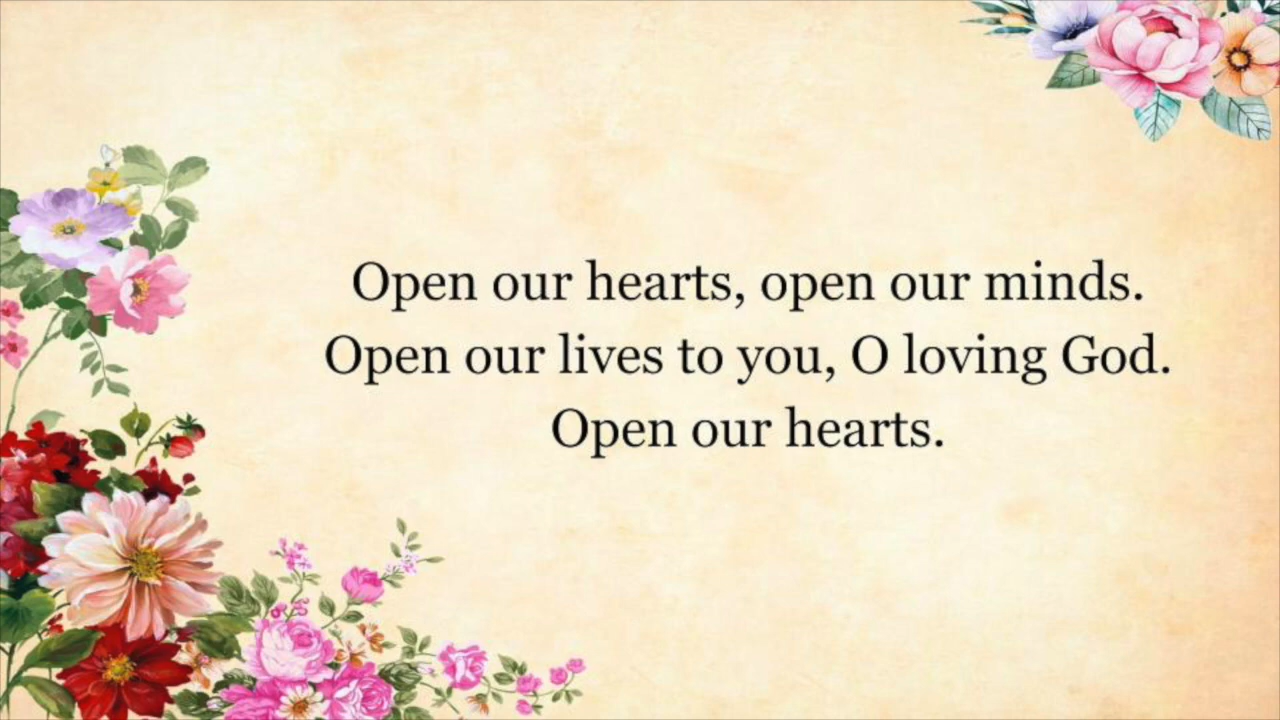 Open our hearts, open our minds.
Open our lives to you, O loving God.
Open our hearts.